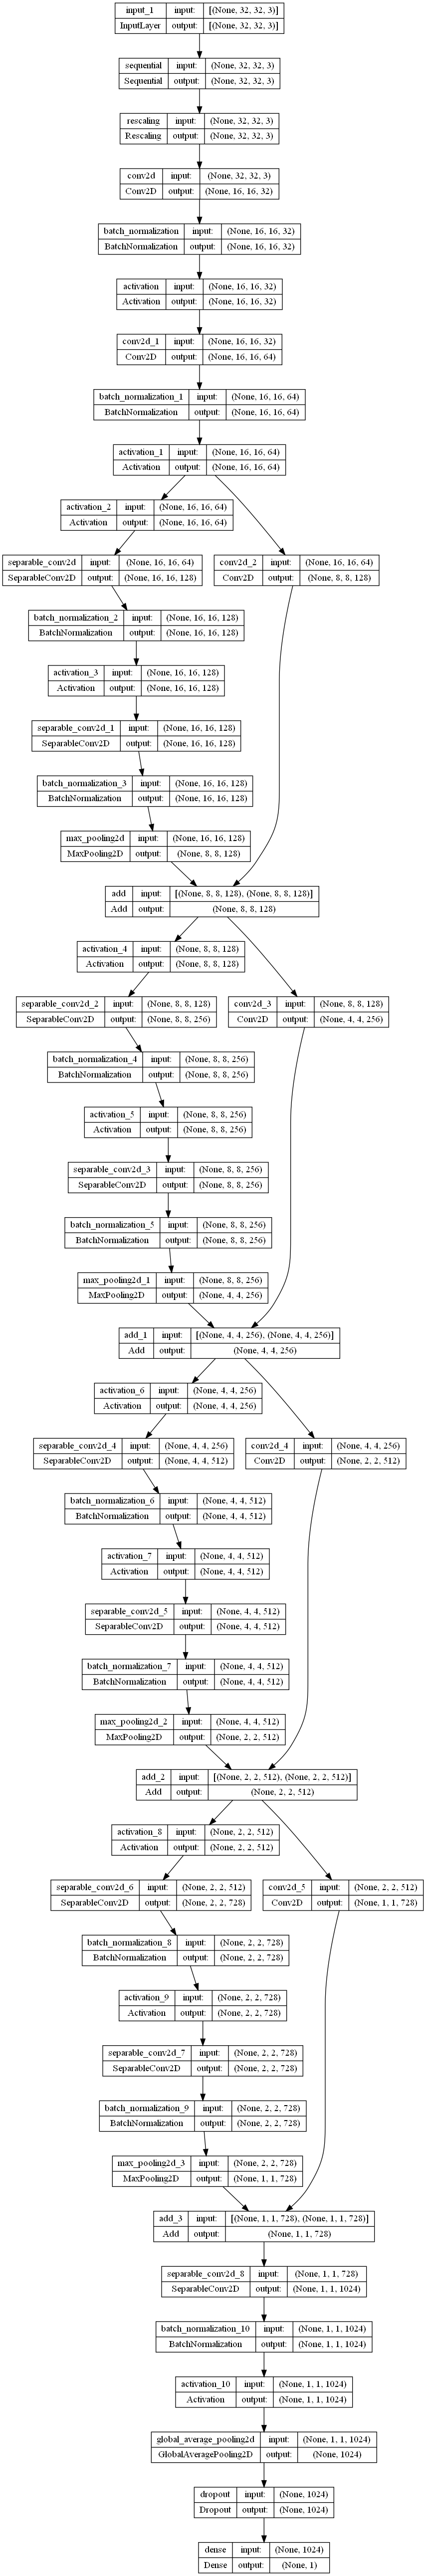 input_1 input: [(None, 32, 32, 3)]
InputLayer output: [(None, 32, 32, 3)]
sequential input: (None, 32, 32, 3)
Sequential output: (None, 32, 32, 3)
rescaling input: (None, 32, 32, 3)
Rescaling output: (None, 32, 32, 3)
conv2d input: (None, 32, 32, 3)
Conv2D output: (None, 16, 16, 32)
batch_normalization input: (None, 16, 16, 32)
BatchNormalization output: (None, 16, 16, 32)
activation input: (None, 16, 16, 32)
Activation output: (None, 16, 16, 32)
conv2d_1 input: (None, 16, 16, 32)
Conv2D output: (None, 16, 16, 64)
batch_normalization_1 input: (None, 16, 16, 64)
BatchNormalization output: (None, 16, 16, 64)
activation_1 input: (None, 16, 16, 64)
Activation output: (None, 16, 16, 64)
activation_2 input: (None, 16, 16, 64)
Activation output: (None, 16, 16, 64)
separable_conv2d input: (None, 16, 16, 64)
SeparableConv2D output: (None, 16, 16, 128)
conv2d_2 input: (None, 16, 16, 64)
Conv2D output: (None, 8, 8, 128)
batch_normalization_2 input: (None, 16, 16, 128)
BatchNormalization output: (None, 16, 16, 128)
activation_3 input: (None, 16, 16, 128)
Activation output: (None, 16, 16, 128)
separable_conv2d_1 input: (None, 16, 16, 128)
SeparableConv2D output: (None, 16, 16, 128)
batch_normalization_3 input: (None, 16, 16, 128)
BatchNormalization output: (None, 16, 16, 128)
max_pooling2d input: (None, 16, 16, 128)
MaxPooling2D output: (None, 8, 8, 128)
add input: [(None, 8, 8, 128), (None, 8, 8, 128)]
Add output: (None, 8, 8, 128)
activation_4 input: (None, 8, 8, 128)
Activation output: (None, 8, 8, 128)
separable_conv2d_2 input: (None, 8, 8, 128)
SeparableConv2D output: (None, 8, 8, 256)
conv2d_3 input: (None, 8, 8, 128)
Conv2D output: (None, 4, 4, 256)
batch_normalization_4 input: (None, 8, 8, 256)
BatchNormalization output: (None, 8, 8, 256)
activation_5 input: (None, 8, 8, 256)
Activation output: (None, 8, 8, 256)
separable_conv2d_3 input: (None, 8, 8, 256)
SeparableConv2D output: (None, 8, 8, 256)
batch_normalization_5 input: (None, 8, 8, 256)
BatchNormalization output: (None, 8, 8, 256)
max_pooling2d_1 input: (None, 8, 8, 256)
MaxPooling2D output: (None, 4, 4, 256)
add_1 input: [(None, 4, 4, 256), (None, 4, 4, 256)]
Add output: (None, 4, 4, 256)
activation_6 input: (None, 4, 4, 256)
Activation output: (None, 4, 4, 256)
separable_conv2d_4 input: (None, 4, 4, 256)
SeparableConv2D output: (None, 4, 4, 512)
conv2d_4 input: (None, 4, 4, 256)
Conv2D output: (None, 2, 2, 512)
batch_normalization_6 input: (None, 4, 4, 512)
BatchNormalization output: (None, 4, 4, 512)
activation_7 input: (None, 4, 4, 512)
Activation output: (None, 4, 4, 512)
separable_conv2d_5 input: (None, 4, 4, 512)
SeparableConv2D output: (None, 4, 4, 512)
batch_normalization_7 input: (None, 4, 4, 512)
BatchNormalization output: (None, 4, 4, 512)
max_pooling2d_2 input: (None, 4, 4, 512)
MaxPooling2D output: (None, 2, 2, 512)
add_2 input: [(None, 2, 2, 512), (None, 2, 2, 512)]
Add output: (None, 2, 2, 512)
activation_8 input: (None, 2, 2, 512)
Activation output: (None, 2, 2, 512)
separable_conv2d_6 input: (None, 2, 2, 512)
SeparableConv2D output: (None, 2, 2, 728)
conv2d_5 input: (None, 2, 2, 512)
Conv2D output: (None, 1, 1, 728)
batch_normalization_8 input: (None, 2, 2, 728)
BatchNormalization output: (None, 2, 2, 728)
activation_9 input: (None, 2, 2, 728)
Activation output: (None, 2, 2, 728)
separable_conv2d_7 input: (None, 2, 2, 728)
SeparableConv2D output: (None, 2, 2, 728)
batch_normalization_9 input: (None, 2, 2, 728)
BatchNormalization output: (None, 2, 2, 728)
max_pooling2d_3 input: (None, 2, 2, 728)
MaxPooling2D output: (None, 1, 1, 728)
add_3 input: [(None, 1, 1, 728), (None, 1, 1, 728)]
Add output: (None, 1, 1, 728)
separable_conv2d_8 input: (None, 1, 1, 728)
SeparableConv2D output: (None, 1, 1, 1024)
batch_normalization_10 input: (None, 1, 1, 1024)
BatchNormalization output: (None, 1, 1, 1024)
activation_10 input: (None, 1, 1, 1024)
Activation output: (None, 1, 1, 1024)
global_average_pooling2d input: (None, 1, 1, 1024)
GlobalAveragePooling2D output: (None, 1024)
dropout input: (None, 1024)
Dropout output: (None, 1024)
dense input: (None, 1024)
Dense output: (None, 1)